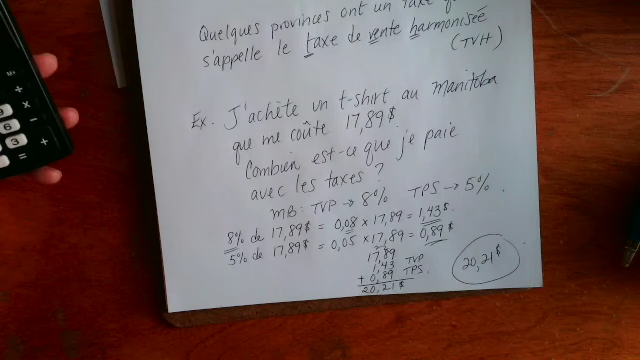 Quelques provinces ont un taxe q
s'appelle le taxe de vente harmonisée
(TVH)
Ex. J'achète un t-shirt au manitoba
que me coûte 17,89$
Combien est-ce que je paie
avec les taxes?
MB: TVP → 8% TPS → 5%
8% de 17,89$ = 0,08 x 17,89 = 1,43$
5% de 17,89$ = 0,05 x 17,89 = 0,89$
17,89
1,43 TVP
+ 0,89 TPS
20,21$
20,21$
M+
+
×
-
9
6
3
=
+